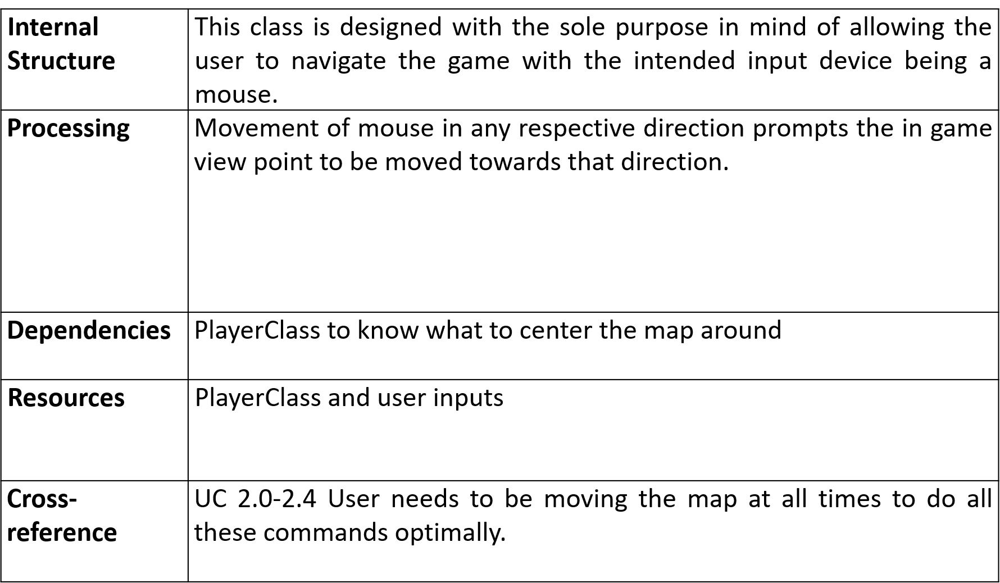 Internal
Structure
This class is designed with the sole purpose in mind of allowing the
user to navigate the game with the intended input device being a
mouse.
Processing
Movement of mouse in any respective direction prompts the in game
view point to be moved towards that direction.
Dependencies
PlayerClass to know what to center the map around
Resources
PlayerClass and user inputs
Cross-
reference
UC 2.0-2.4 User needs to be moving the map at all times to do all
these commands optimally.